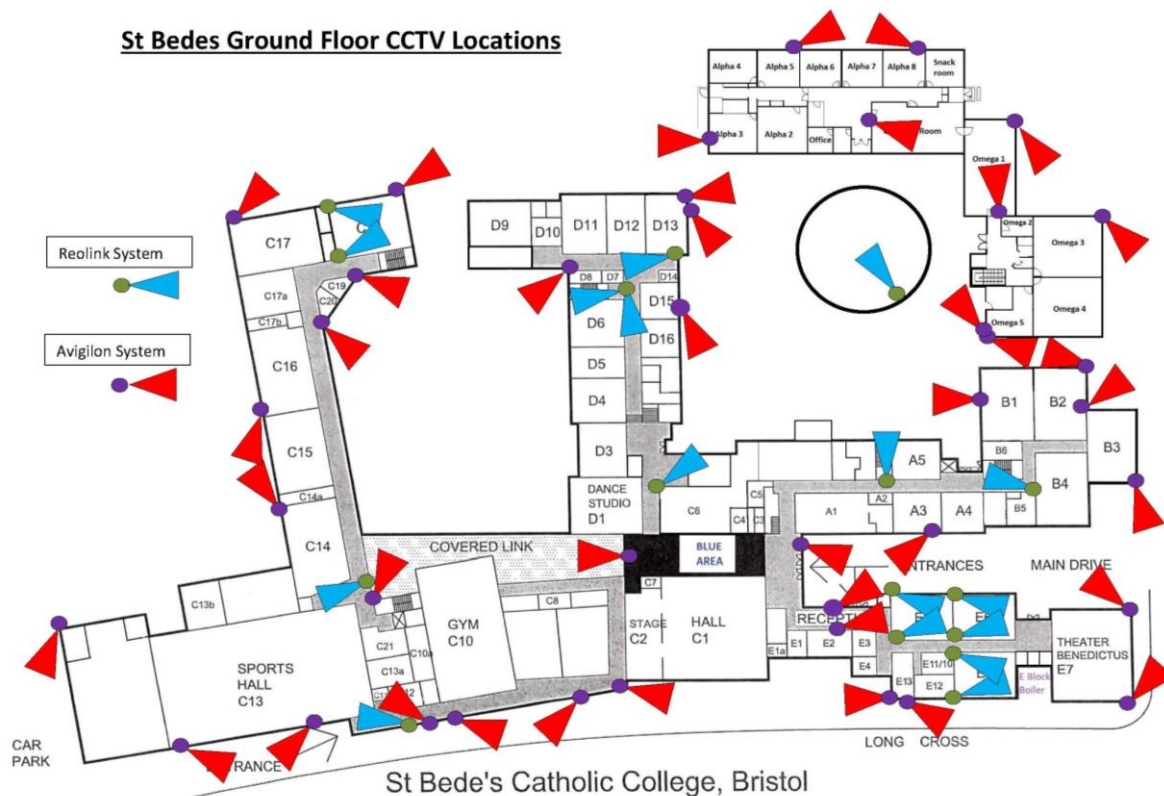 St Bedes Ground Floor CCTV Locations
Reolink System
Avigilon System
Alpha 4
Alpha 5
Alpha 6
Alpha 7
Alpha 8
Snack
room
Alpha 3
Alpha 2
Office
Room
Omega 1
Omega 2
Omega 3
Omega 5
Omega 4
C17
C17a
C17b
C19
C20
C16
C15
C14a
C14
D9
D10
D11
D12
D13
D8
D7
D14
D15
D6
D16
D5
D4
D3
DANCE
STUDIO
D1
C6
C5
C4
C3
A1
A2
A3
A4
A5
B1
B2
B3
B6
B4
B5
COVERED LINK
BLUE
AREA
ENTRANCES
MAIN DRIVE
C13b
C7
C8
GYM
C10
STAGE
C2
HALL
C1
C21
C13a
C10a
SPORTS
HALL
C13
E1a
E1
E2
E3
E4
E13
E11/10
E12
THEATER
BENEDICTUS
E7
E Block
Boiler
CAR
PARK
LONG CROSS
St Bede's Catholic College, Bristol